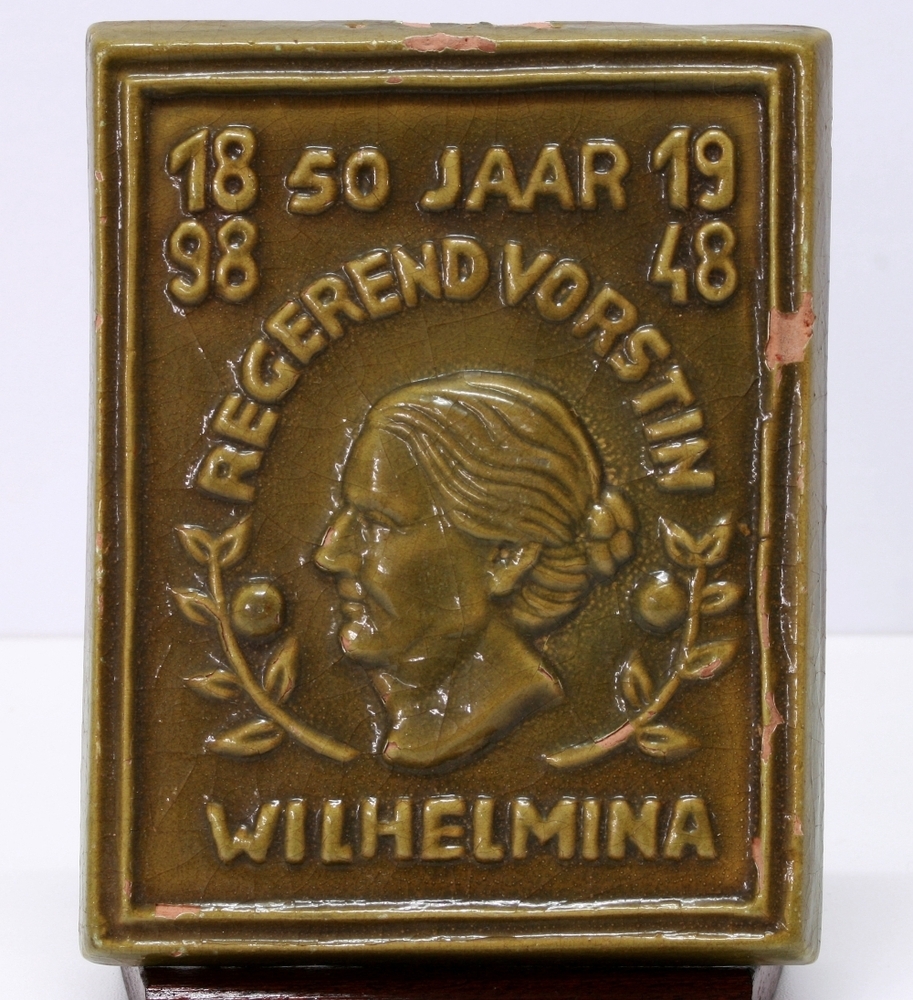 18 50 JAAR 19
98 48
REGEREND VORSTIN
WILHELMINA